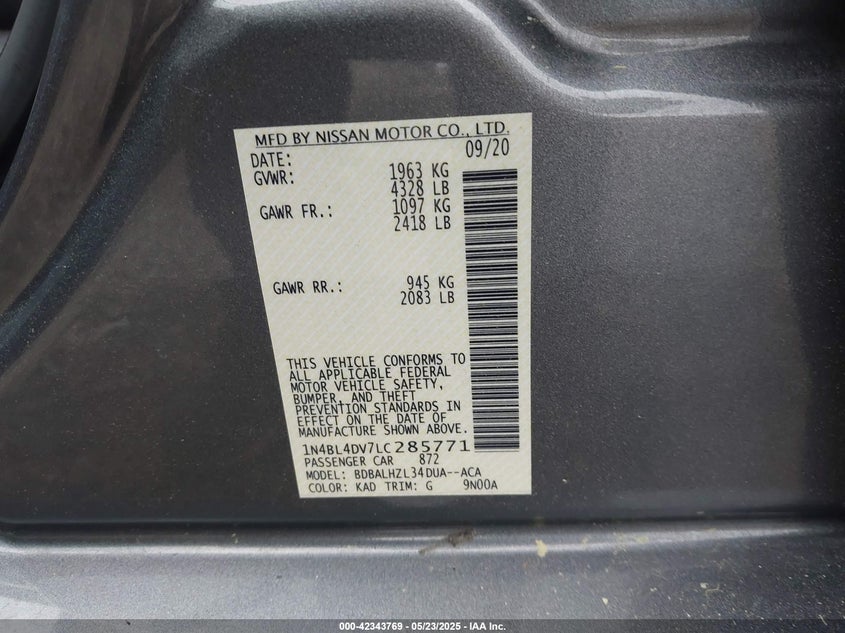 MFD BY NISSAN MOTOR CO., LTD.
DATE: 09/20
GVWR: 1963 KG
4328 LB
GAWR FR.: 1097 KG
2418 LB
GAWR RR.: 945 KG
2083 LB
THIS VEHICLE CONFORMS TO
ALL APPLICABLE FEDERAL
MOTOR VEHICLE SAFETY,
BUMPER, AND THEFT
PREVENTION STANDARDS IN
EFFECT ON THE DATE OF
MANUFACTURE SHOWN ABOVE.
1N4BL4DV7LC285771
PASSENGER CAR 872
MODEL: BDBALHZL34DUA--ACA
COLOR: KAD TRIM: G 9N00A
000-42343769 - 05/23/2025 - IAA Inc.